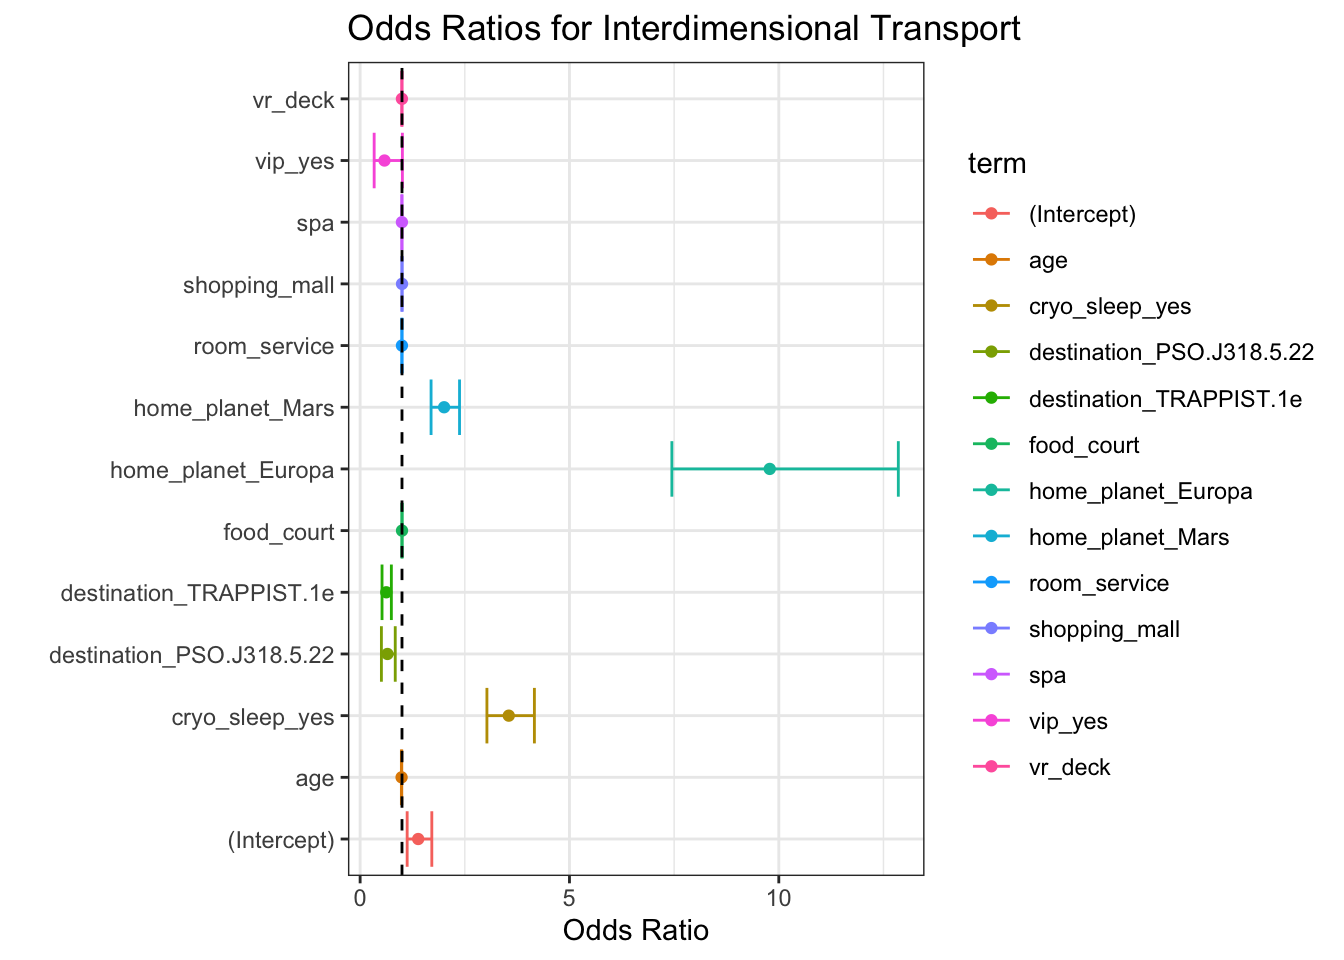 Odds Ratios for Interdimensional Transport
vr_deck
vip_yes
spa
shopping_mall
room_service
home_planet_Mars
home_planet_Europa
food_court
destination_TRAPPIST.1e
destination_PSO.J318.5.22
cryo_sleep_yes
age
(Intercept)
0 5 10
Odds Ratio
term
(Intercept)
age
cryo_sleep_yes
destination_PSO.J318.5.22
destination_TRAPPIST.1e
food_court
home_planet_Europa
home_planet_Mars
room_service
shopping_mall
spa
vip_yes
vr_deck